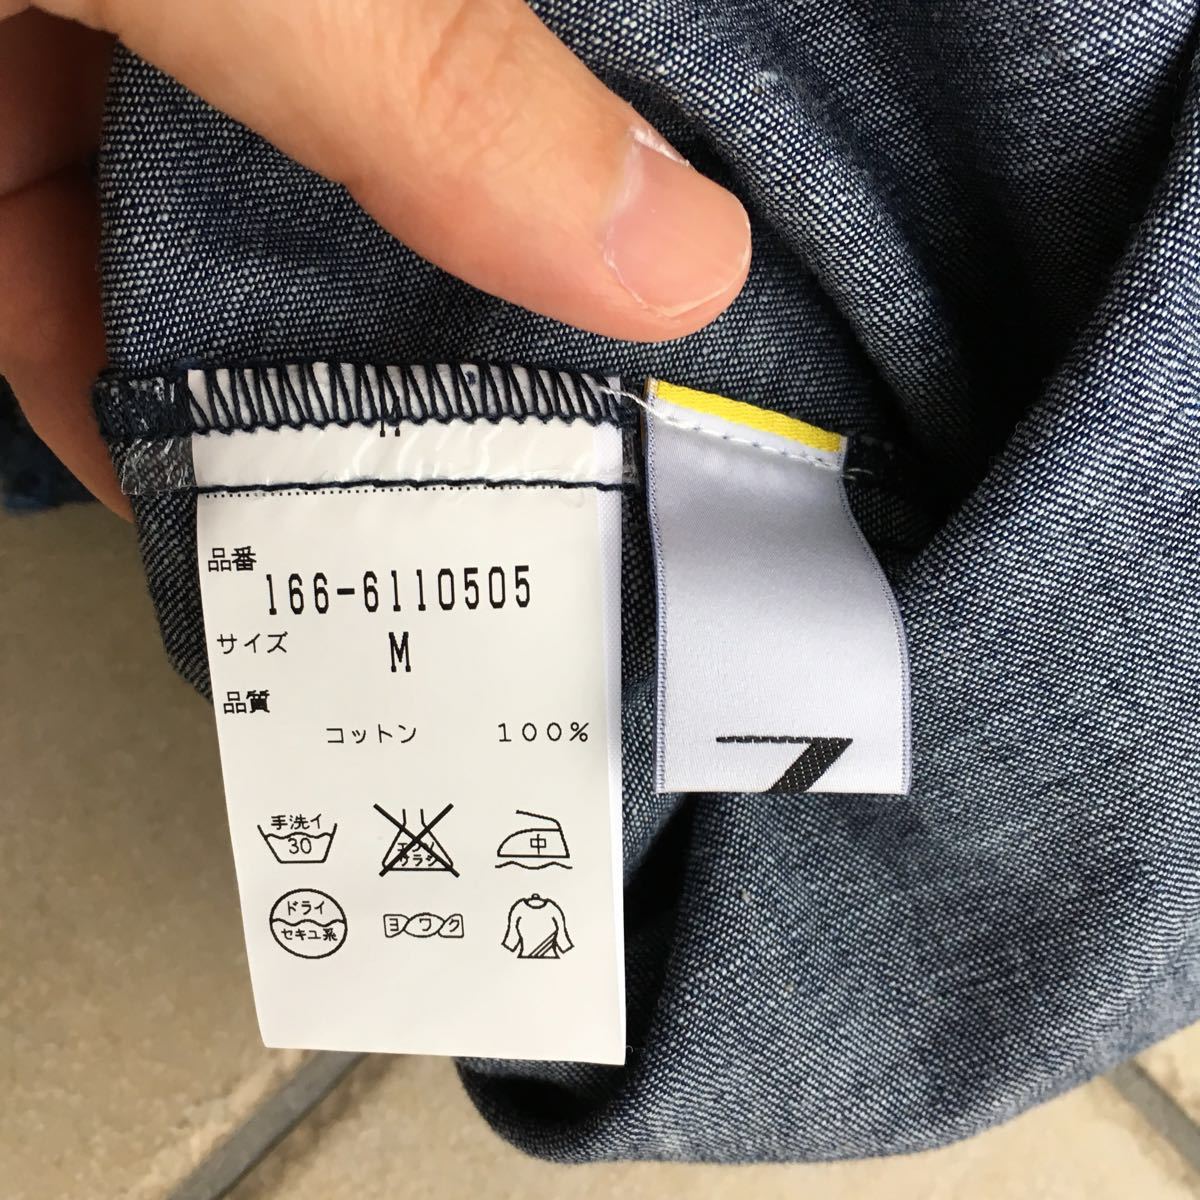 品番
166-6110505
サイズ
M
品質
コットン 100%
手洗イ
30
エンソ
サラシ
中
ドライ
セキユ系
ヨワク